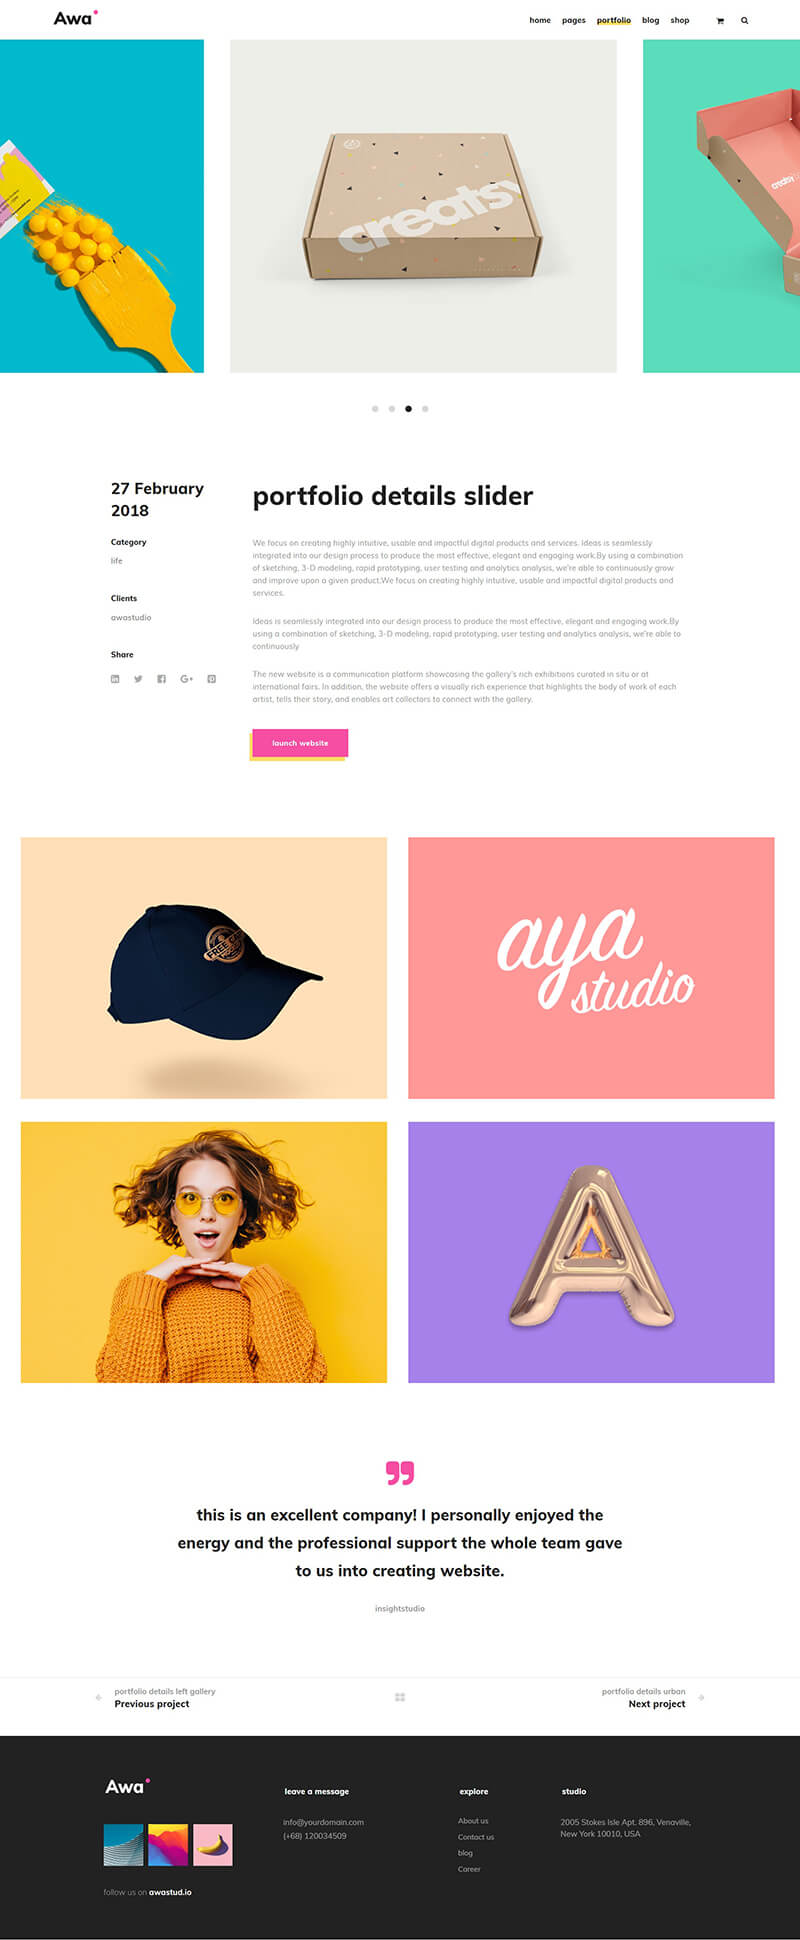 Awa
home pages portfolio blog shop
creatsy
creatsy
27 February
2018
Category
life
Clients
awastudio
Share
portfolio details slider
We focus on creating highly intuitive, usable and impactful digital products and services. Ideas is seamlessly
integrated into our design process to produce the most effective, elegant and engaging work.By using a combination
of sketching, 3-D modeling, rapid prototyping, user testing and analytics analysis, we're able to continuously grow
and improve upon a given product.We focus on creating highly intuitive, usable and impactful digital products and
services.
Ideas is seamlessly integrated into our design process to produce the most effective, elegant and engaging work.By
using a combination of sketching, 3-D modeling, rapid prototyping, user testing and analytics analysis, we're able to
continuously
The new website is a communication platform showcasing the gallery's rich exhibitions curated in situ or at
international fairs. In addition, the website offers a visually rich experience that highlights the body of work of each
artist, tells their story, and enables art collectors to connect with the gallery.
launch website
aya
studio
A
this is an excellent company! I personally enjoyed the
energy and the professional support the whole team gave
to us into creating website.
insightstudio
portfolio details left gallery
Previous project
portfolio details urban
Next project
Awa
follow us on awastud.io
leave a message
info@yourdomain.com
(+68) 120034509
explore
About us
Contact us
blog
Career
studio
2005 Stokes Isle Apt. 896, Venaville,
New York 10010, USA